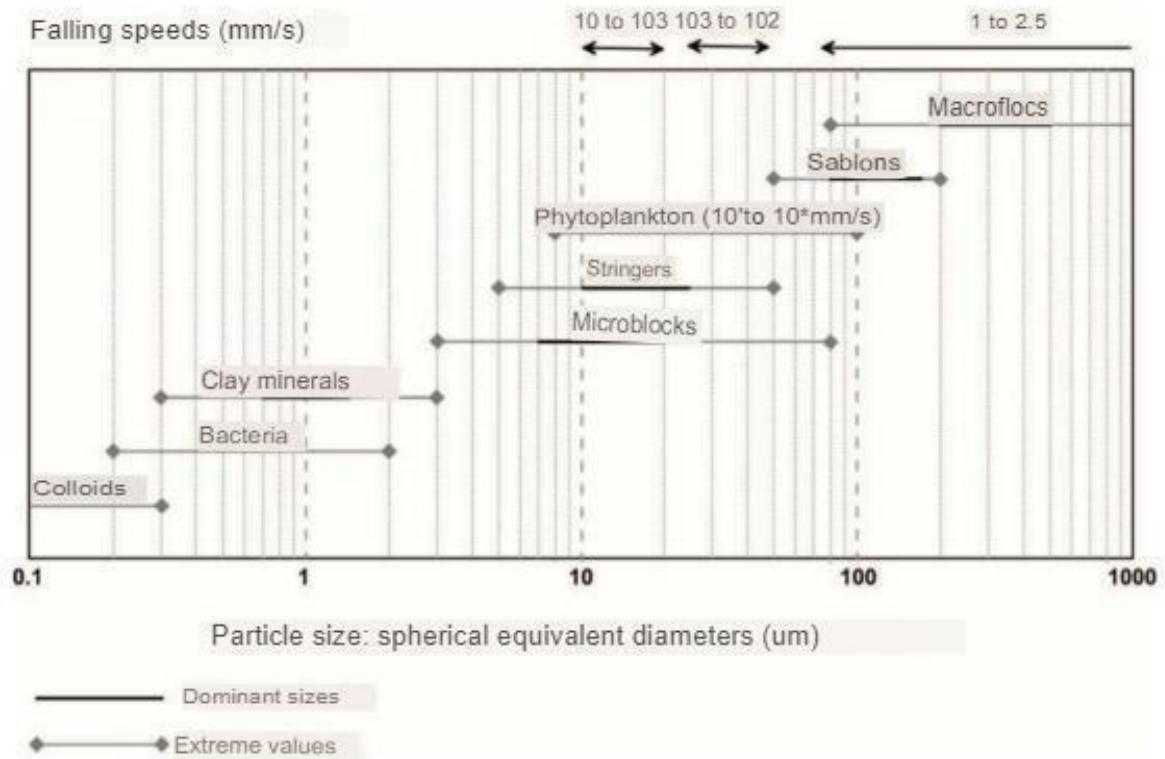 Falling speeds (mm/s)
10 to 103 103 to 102
1 to 2.5
Macroflocs
Sablons
Phytoplankton (10'to 10*mm/s)
Stringers
Microblocks
Clay minerals
Bacteria
Colloids
0.1 1 10 100 1000
Particle size: spherical equivalent diameters (um)
Dominant sizes
Extreme values